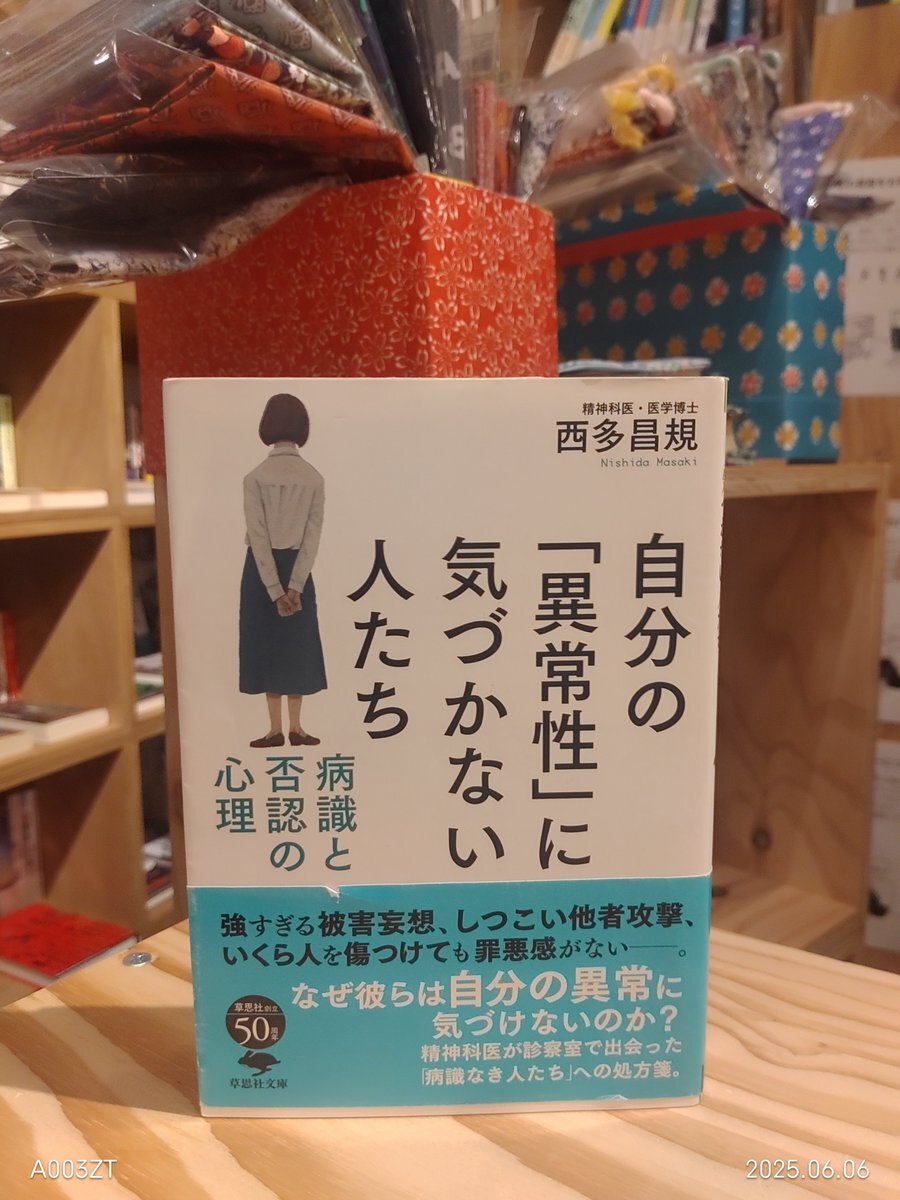 精神科医・医学博士
西多昌規
Nishida Masaki
自分の
「異常性」に
気づかない
人たち
病識と
否認の
心理
強すぎる被害妄想、しつこい他者攻撃、
いくら人を傷つけても罪悪感がない――。
なぜ彼らは自分の異常に
気づけないのか?
精神科医が診察室で出会った
「病識なき人たち」への処方箋。
草思社創立
50周年
草思社文庫
A003ZT
2025.06.06